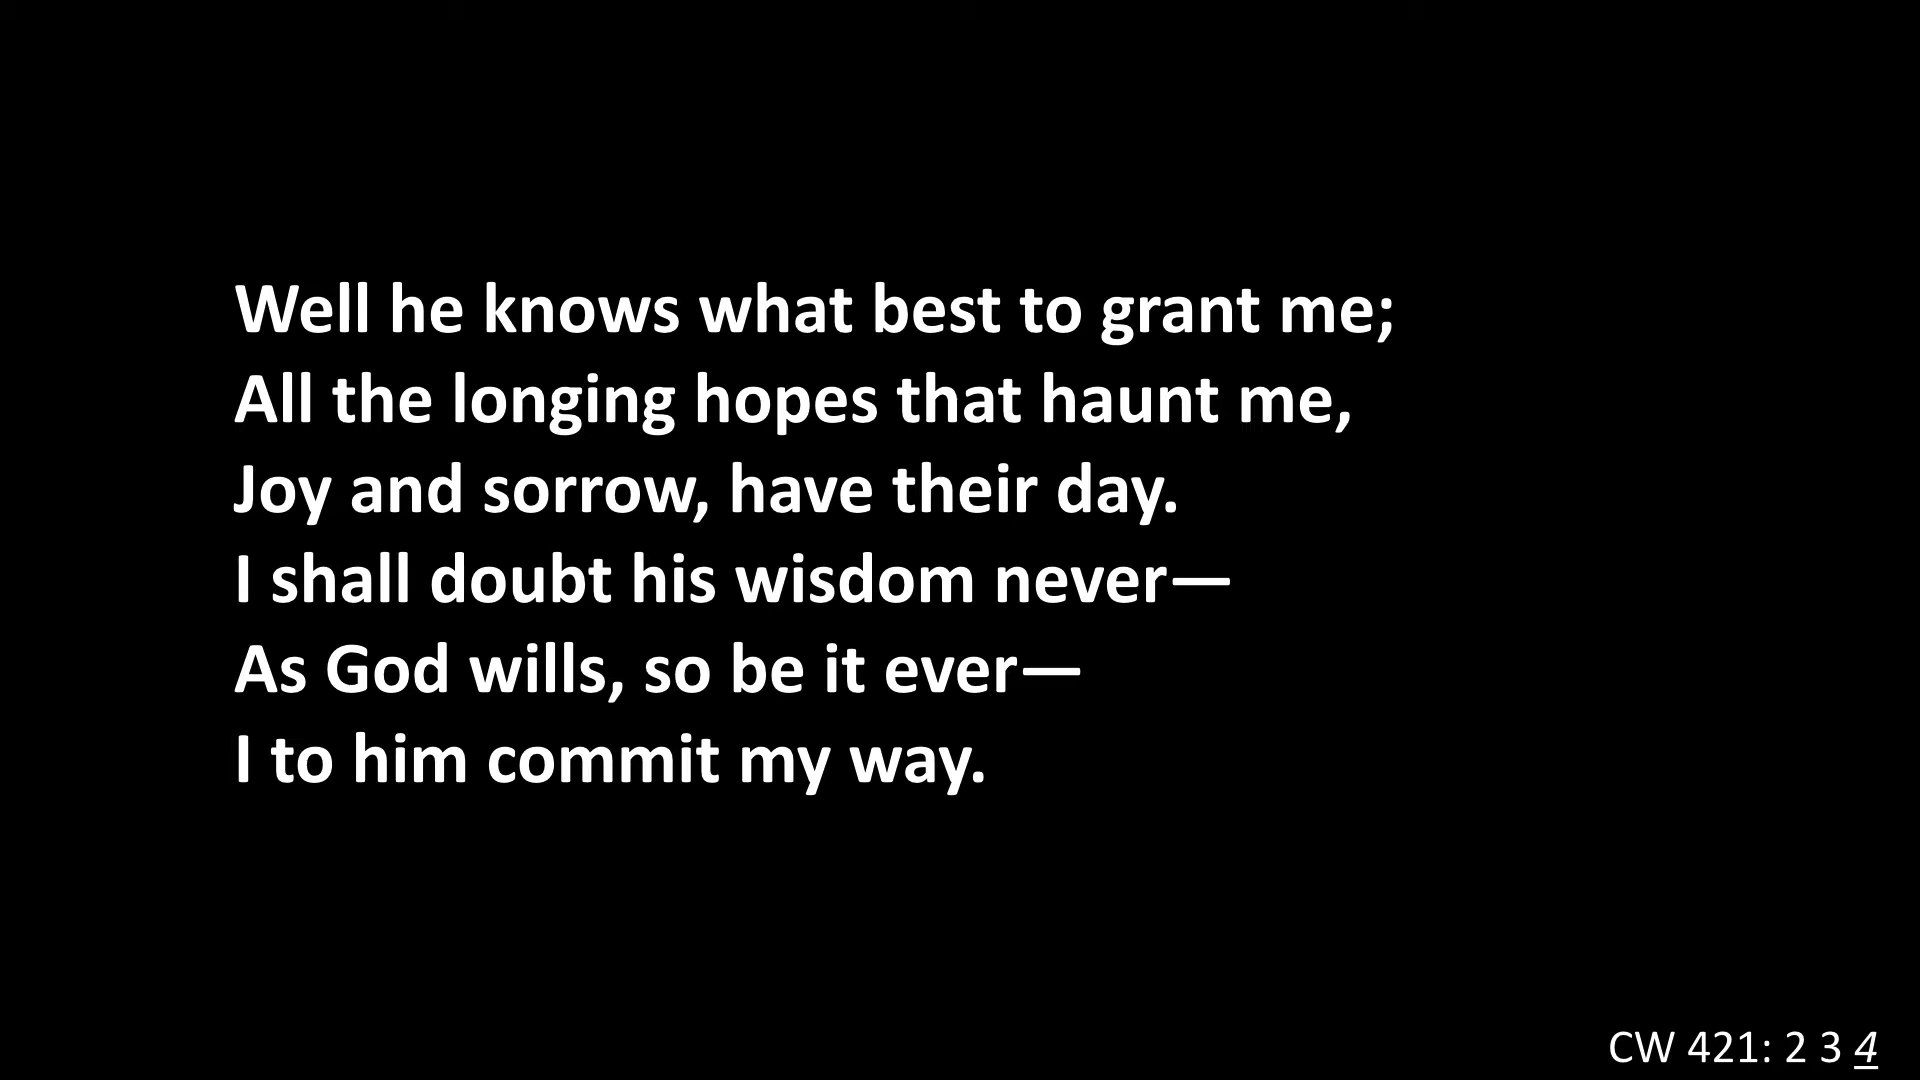 Well he knows what best to grant me;
All the longing hopes that haunt me,
Joy and sorrow, have their day.
I shall doubt his wisdom never—
As God wills, so be it ever—
I to him commit my way.
CW 421: 2 3 4